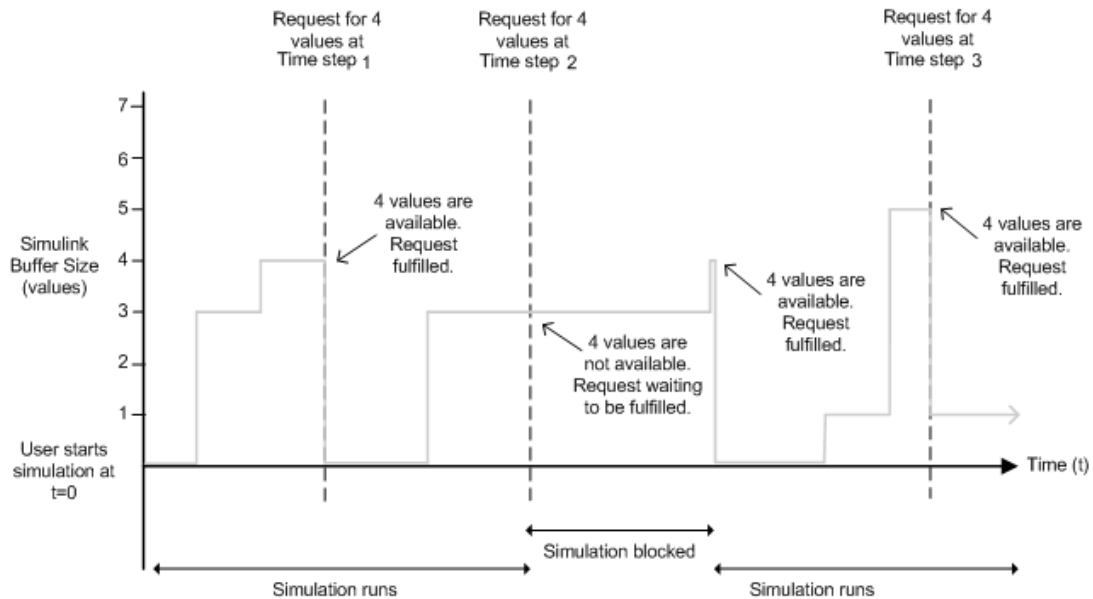 Request for 4
values at
Time step 1
Request for 4
values at
Time step 2
Request for 4
values at
Time step 3
7
6
5
4
3
2
1
Simulink
Buffer Size
(values)
4 values are
available.
Request
fulfilled.
4 values are
not available.
Request waiting
to be fulfilled.
4 values are
available.
Request
fulfilled.
4 values are
available.
Request
fulfilled.
User starts
simulation at
t=0
Time (t)
Simulation blocked
Simulation runs
Simulation runs